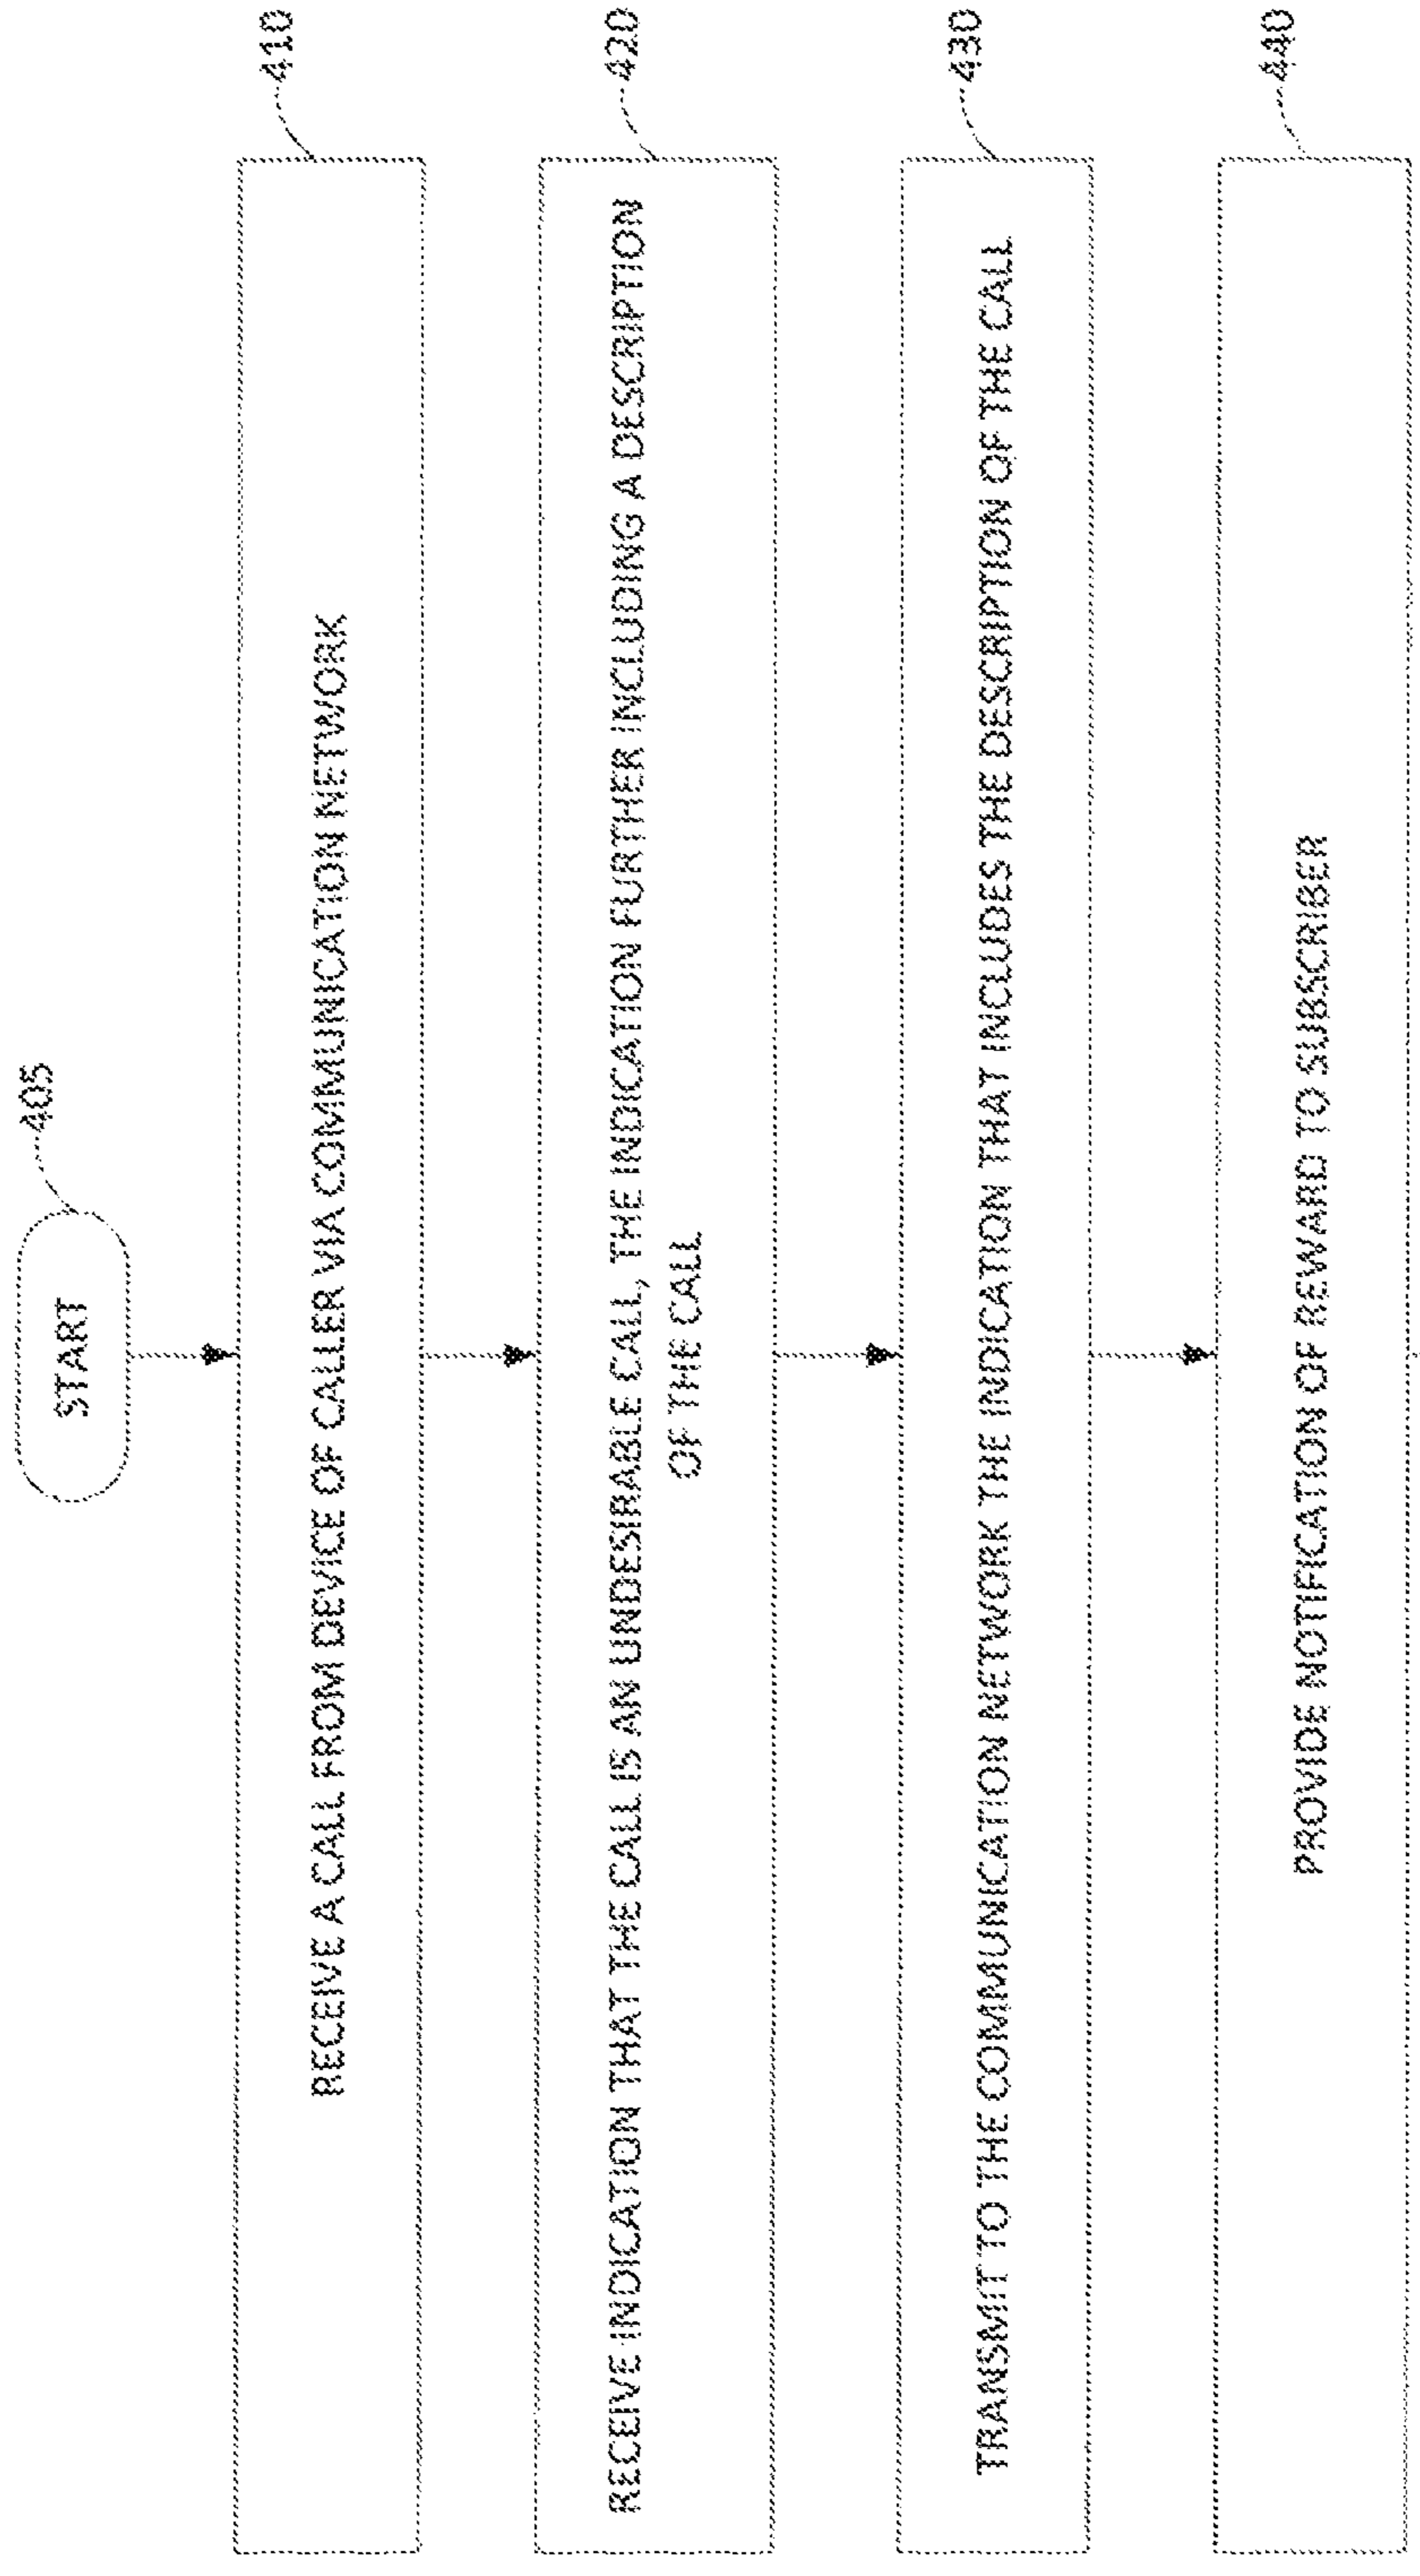 START
405
RECEIVE A CALL FROM DEVICE OF CALLER VIA COMMUNICATION NETWORK
410
RECEIVE INDICATION THAT THE CALL IS AN UNDESIRABLE CALL, THE INDICATION FURTHER INCLUDING A DESCRIPTION
OF THE CALL
420
TRANSMIT TO THE COMMUNICATION NETWORK THE INDICATION THAT INCLUDES THE DESCRIPTION OF THE CALL
430
PROVIDE NOTIFICATION OF REWARD TO SUBSCRIBER
440